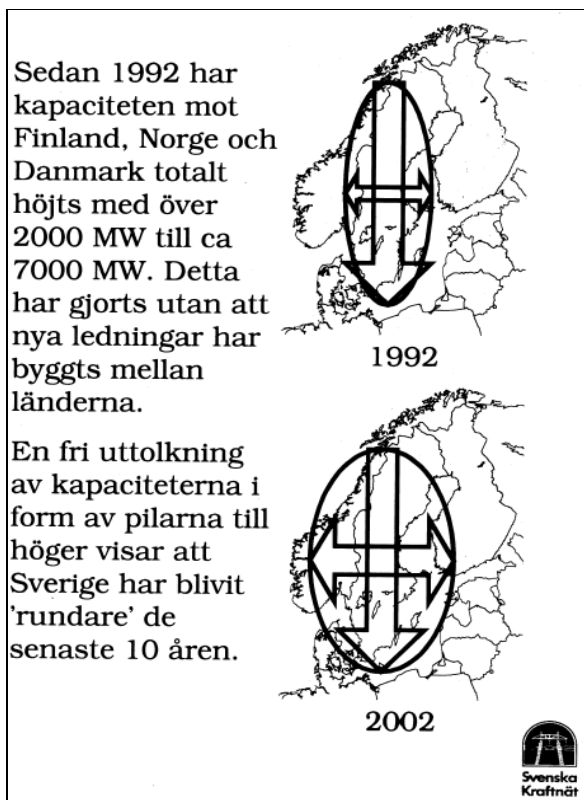 Sedan 1992 har
kapaciteten mot
Finland, Norge och
Danmark totalt
höjts med över
2000 MW till ca
7000 MW. Detta
har gjorts utan att
nya ledningar har
byggts mellan
länderna.
En fri uttolkning
av kapaciteterna i
form av pilarna till
höger visar att
Sverige har blivit
'rundare' de
senaste 10 åren.
1992
2002
Svenska
Kraftnät